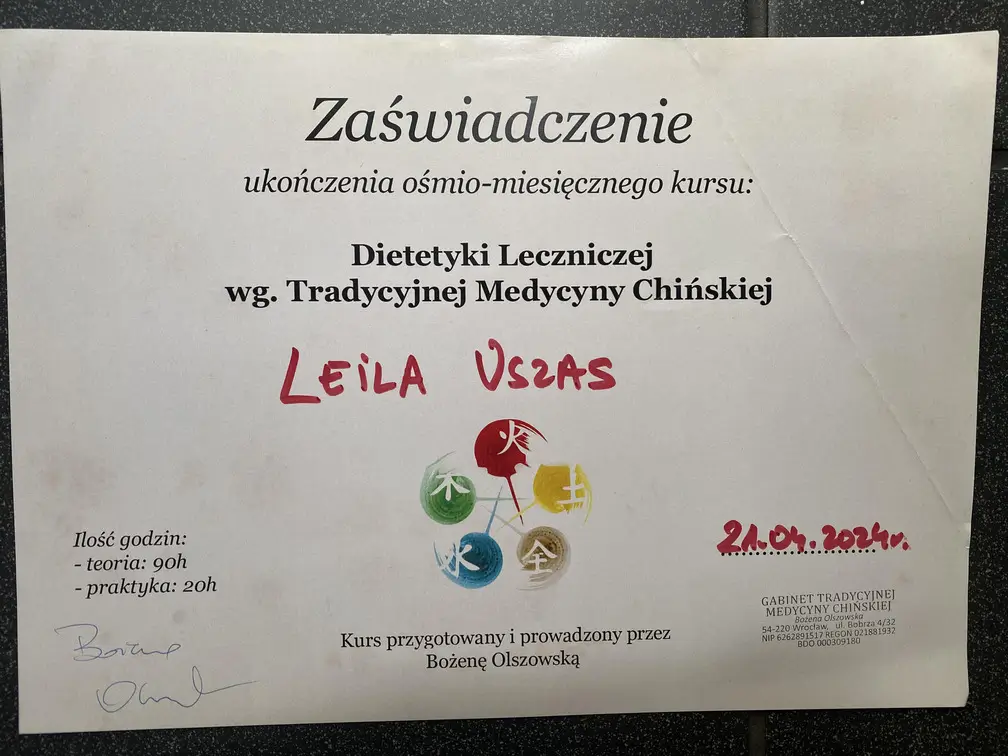 Zaświadczenie
ukończenia ośmio-miesięcznego kursu:
Dietetyki Leczniczej
wg. Tradycyjnej Medycyny Chińskiej
LEiLA USZAS
火
木 土
水 金
Ilość godzin:
- teoria: 90h
- praktyka: 20h
21.04.2024r.
GABINET TRADYCYJNEJ
MEDYCYNY CHIŃSKIEJ
Bożena Olszowska
54-220 Wrocław, ul. Bobrza 4/32
NIP 6262891517 REGON 021881932
BDO 000309180
Kurs przygotowany i prowadzony przez
Bożenę Olszowską